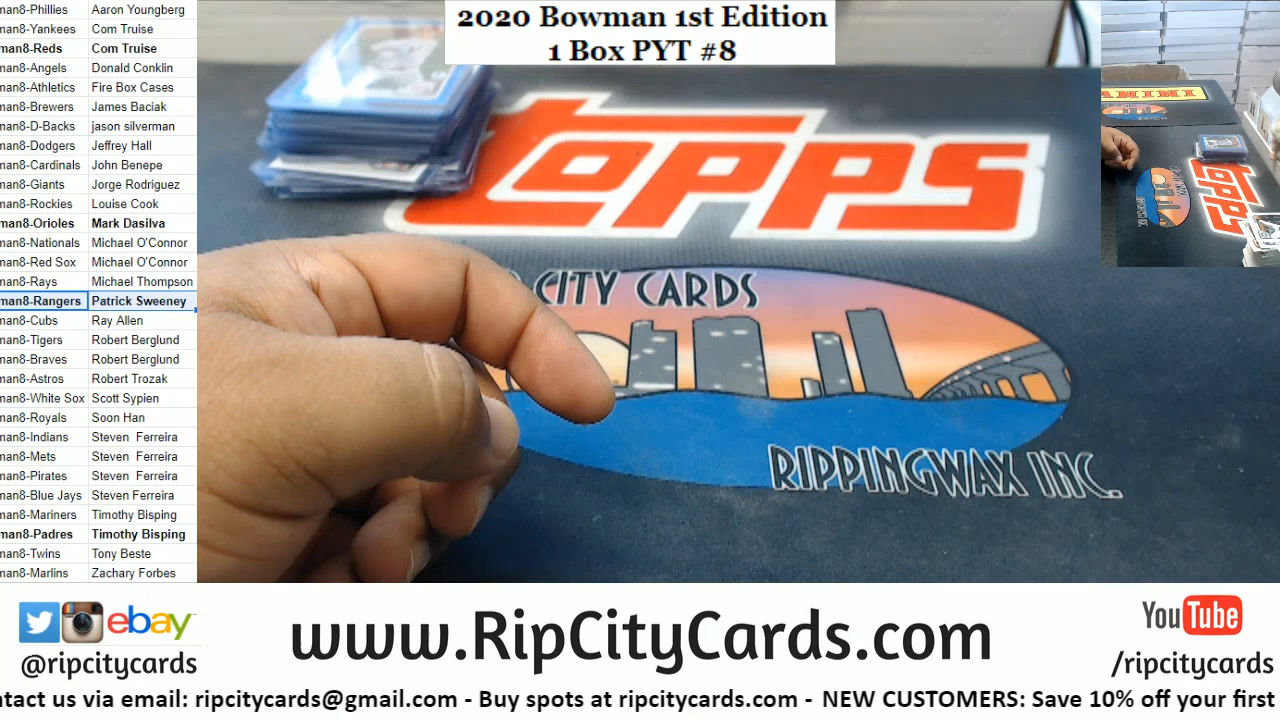 man8-Phillies Aaron Youngberg
man8-Yankees Com Truise
man8-Reds Com Truise
man8-Angels Donald Conklin
man8-Athletics Fire Box Cases
man8-Brewers James Baciak
man8-D-Backs jason silverman
man8-Dodgers Jeffrey Hall
man8-Cardinals John Benepe
man8-Giants Jorge Rodriguez
man8-Rockies Louise Cook
man8-Orioles Mark Dasilva
man8-Nationals Michael O'Connor
man8-Red Sox Michael O'Connor
man8-Rays Michael Thompson
man8-Rangers Patrick Sweeney
man8-Cubs Ray Allen
man8-Tigers Robert Berglund
man8-Braves Robert Berglund
man8-Astros Robert Trozak
man8-White Sox Scott Sypien
man8-Royals Soon Han
man8-Indians Steven Ferreira
man8-Mets Steven Ferreira
man8-Pirates Steven Ferreira
man8-Blue Jays Steven Ferreira
man8-Mariners Timothy Bisping
man8-Padres Timothy Bisping
man8-Twins Tony Beste
man8-Marlins Zachary Forbes
2020 Bowman 1st Edition
1 Box PYT #8
topps
CITY CARDS
RIPPINGWAX INC.
topps
ebay
@ripcitycards
www.RipCityCards.com
YouTube
/ripcitycards
ntact us via email: ripcitycards@gmail.com - Buy spots at ripcitycards.com - NEW CUSTOMERS: Save 10% off your first